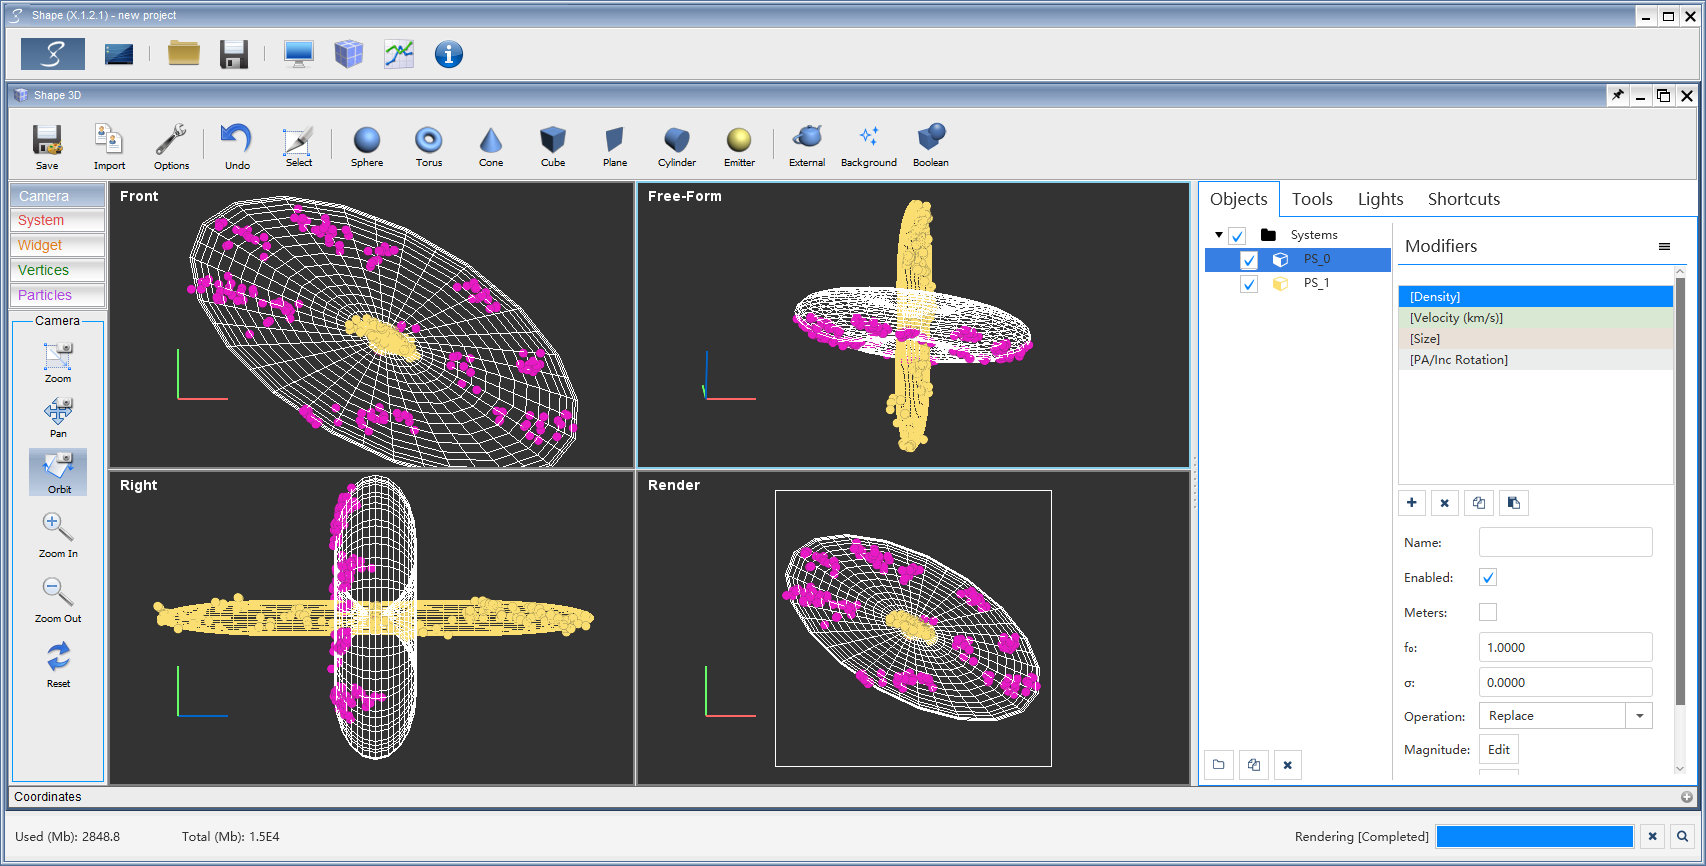 Shape (X.1.2.1) - new project
Shape 3D
Save
Import
Options
Undo
Select
Sphere
Torus
Cone
Cube
Plane
Cylinder
Emitter
External
Background
Boolean
Camera
System
Widget
Vertices
Particles
Camera
Zoom
Pan
Orbit
Zoom In
Zoom Out
Reset
Front
Free-Form
Right
Render
Objects
Tools
Lights
Shortcuts
Systems
PS_0
PS_1
Modifiers
[Density]
[Velocity (km/s)]
[Size]
[PA/Inc Rotation]
Name:
Enabled:
Meters:
f₀: 1.0000
σ: 0.0000
Operation: Replace
Magnitude: Edit
Coordinates
Used (Mb): 2848.8
Total (Mb): 1.5E4
Rendering [Completed]